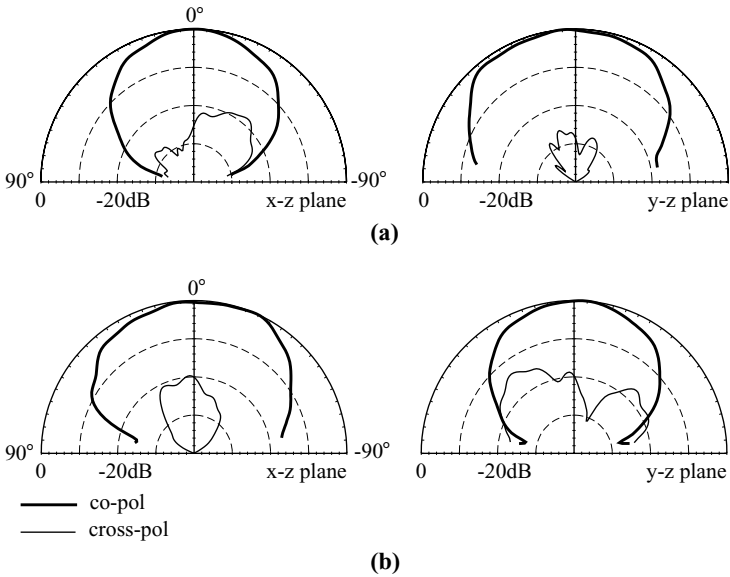 0°
90°
-90°
0 -20dB x-z plane
0 -20dB y-z plane
(a)
0°
90°
-90°
0 -20dB x-z plane
0 -20dB y-z plane
co-pol
cross-pol
(b)